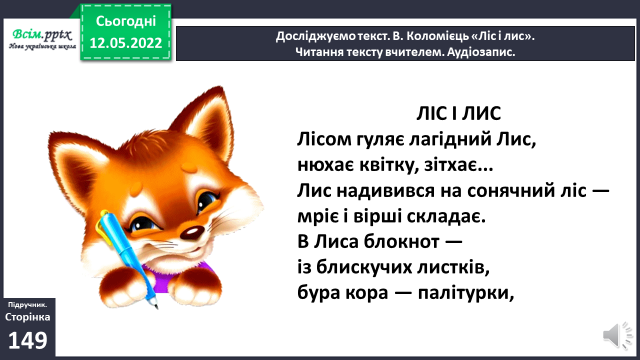 Всім.pptx
Нова українська школа
Сьогодні
12.05.2022
Досліджуємо текст. В. Коломієць «Ліс і лис».
Читання тексту вчителем. Аудіозапис.
ЛІС І ЛИС
Лісом гуляє лагідний Лис,
нюхає квітку, зітхає...
Лис надивився на сонячний ліс —
мріє і вірші складає.
В Лиса блокнот —
із блискучих листків,
бура кора — палітурки,
Підручник.
Сторінка
149